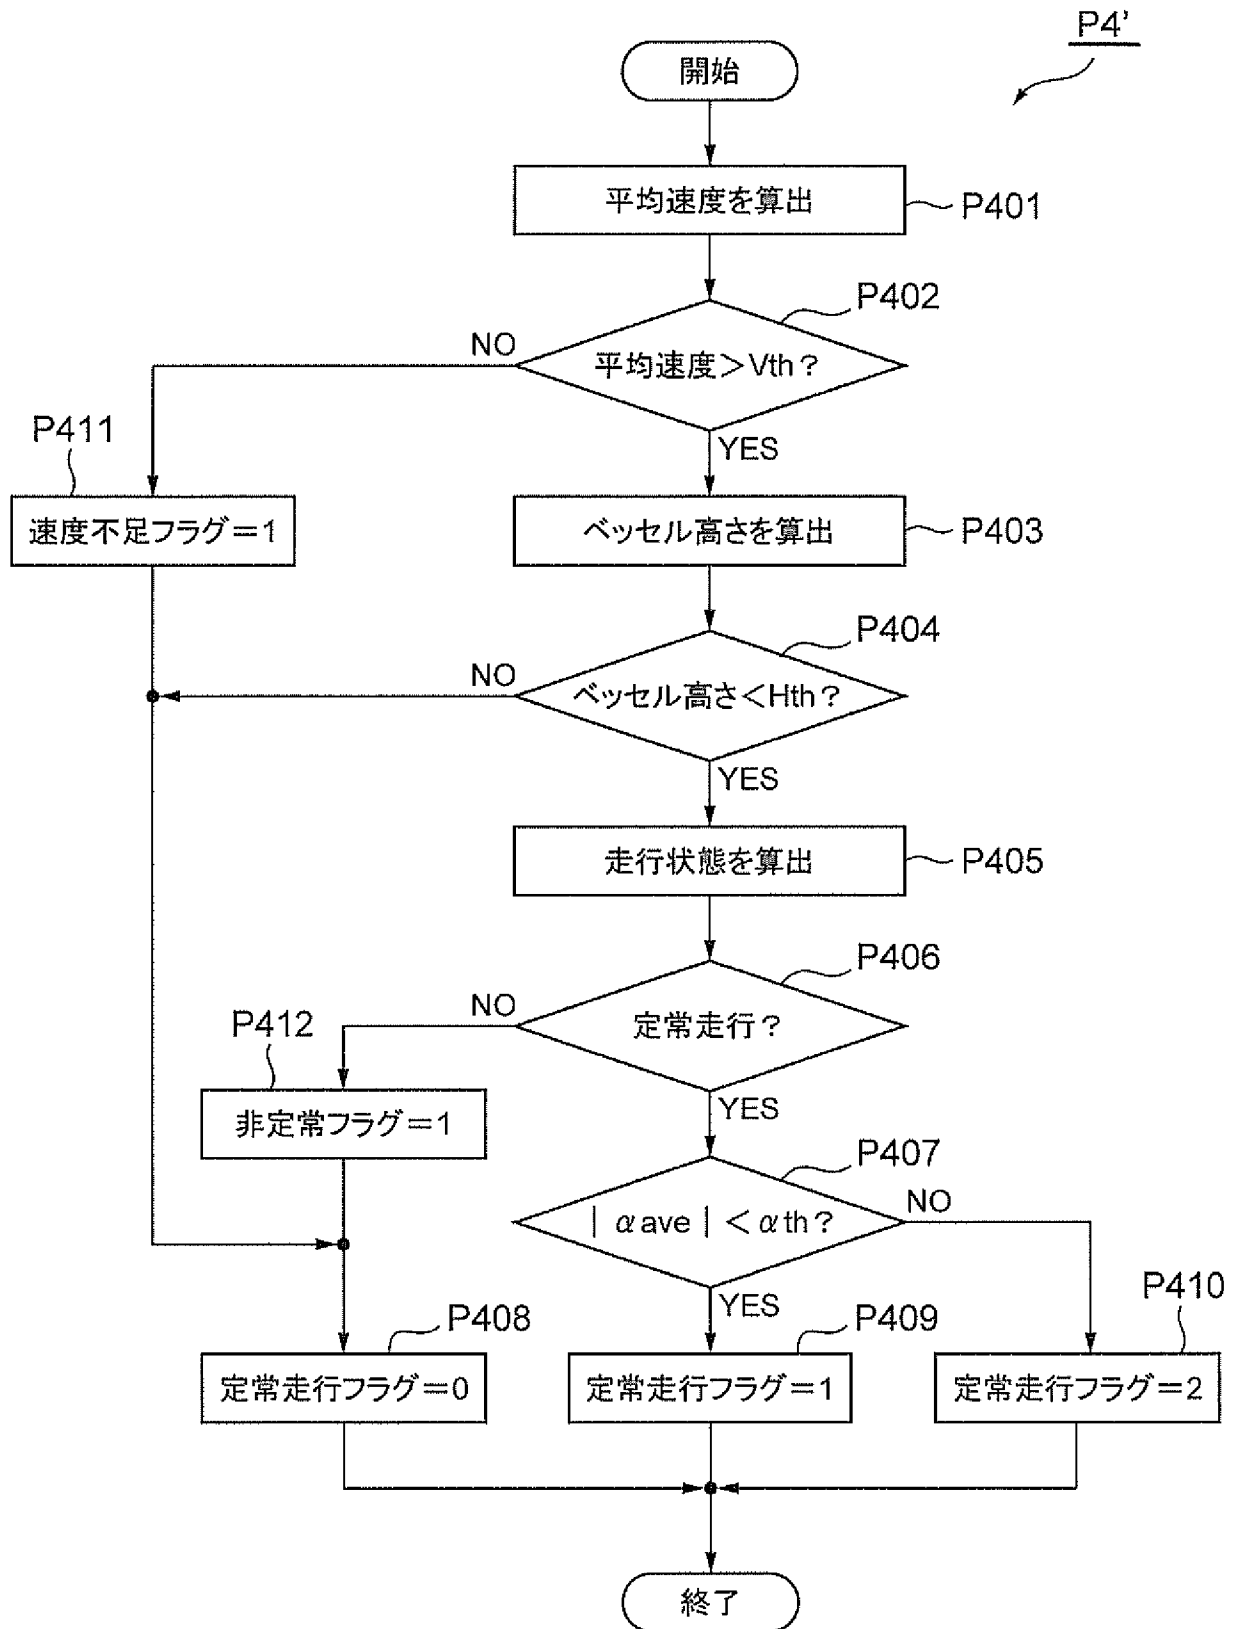 P4'
開始
平均速度を算出
P401
P402
NO
平均速度＞Vth？
YES
P411
速度不足フラグ＝1
ベッセル高さを算出
P403
P404
NO
ベッセル高さ＜Hth？
YES
走行状態を算出
P405
P406
NO
定常走行？
YES
P412
非定常フラグ＝1
P407
NO
｜αave｜＜αth？
YES
P408
定常走行フラグ＝0
P409
定常走行フラグ＝1
P410
定常走行フラグ＝2
終了